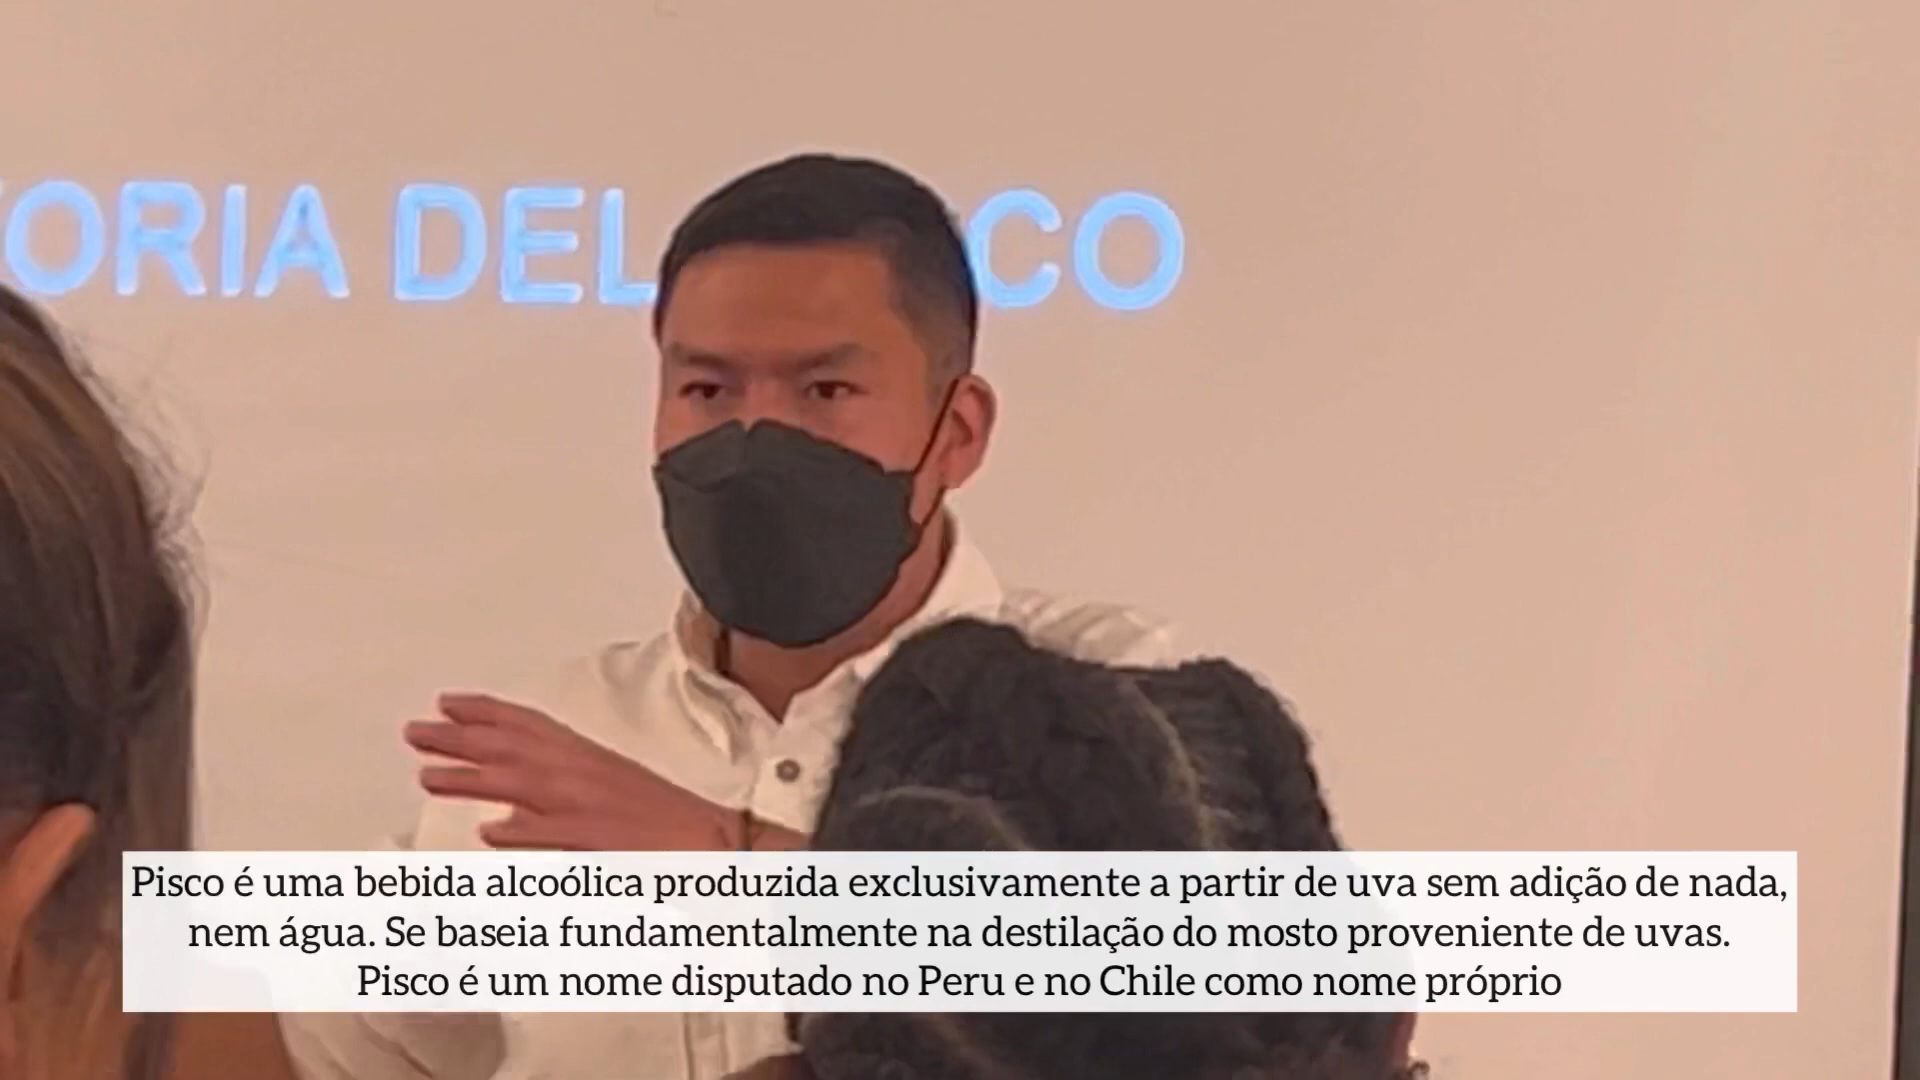 ORIA DEL CO
Pisco é uma bebida alcoólica produzida exclusivamente a partir de uva sem adição de nada,
nem água. Se baseia fundamentalmente na destilação do mosto proveniente de uvas.
Pisco é um nome disputado no Peru e no Chile como nome próprio